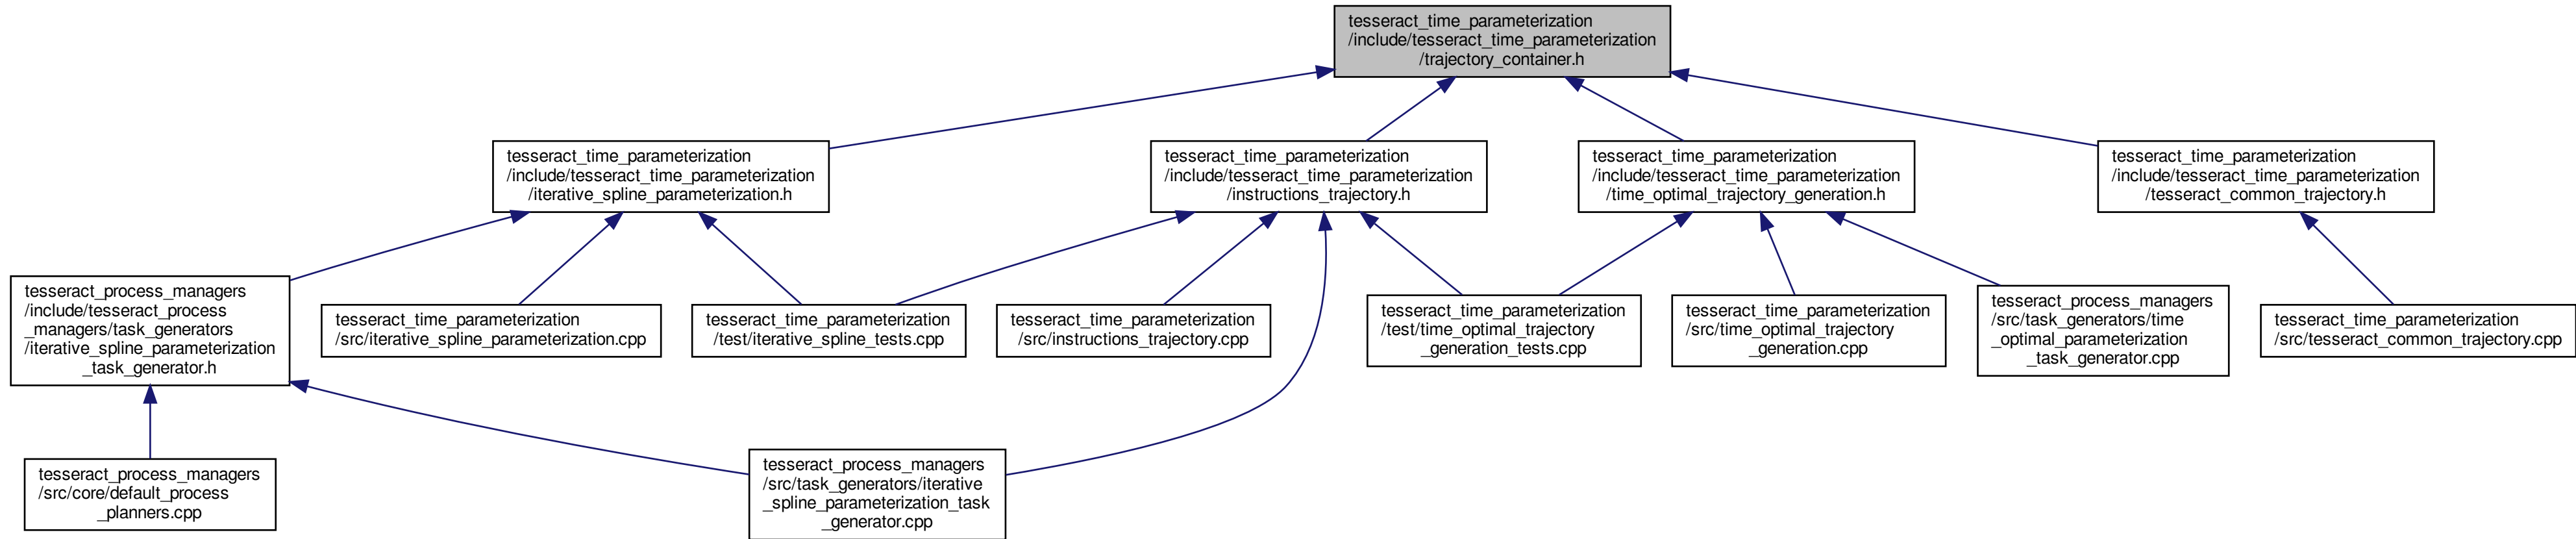 tesseract_time_parameterization
/include/tesseract_time_parameterization
/trajectory_container.h
tesseract_time_parameterization
/include/tesseract_time_parameterization
/iterative_spline_parameterization.h
tesseract_time_parameterization
/include/tesseract_time_parameterization
/instructions_trajectory.h
tesseract_time_parameterization
/include/tesseract_time_parameterization
/time_optimal_trajectory_generation.h
tesseract_time_parameterization
/include/tesseract_time_parameterization
/tesseract_common_trajectory.h
tesseract_process_managers
/include/tesseract_process
_managers/task_generators
/iterative_spline_parameterization
_task_generator.h
tesseract_time_parameterization
/src/iterative_spline_parameterization.cpp
tesseract_time_parameterization
/test/iterative_spline_tests.cpp
tesseract_time_parameterization
/src/instructions_trajectory.cpp
tesseract_time_parameterization
/test/time_optimal_trajectory
_generation_tests.cpp
tesseract_time_parameterization
/src/time_optimal_trajectory
_generation.cpp
tesseract_process_managers
/src/task_generators/time
_optimal_parameterization
_task_generator.cpp
tesseract_time_parameterization
/src/tesseract_common_trajectory.cpp
tesseract_process_managers
/src/core/default_process
_planners.cpp
tesseract_process_managers
/src/task_generators/iterative
_spline_parameterization_task
_generator.cpp